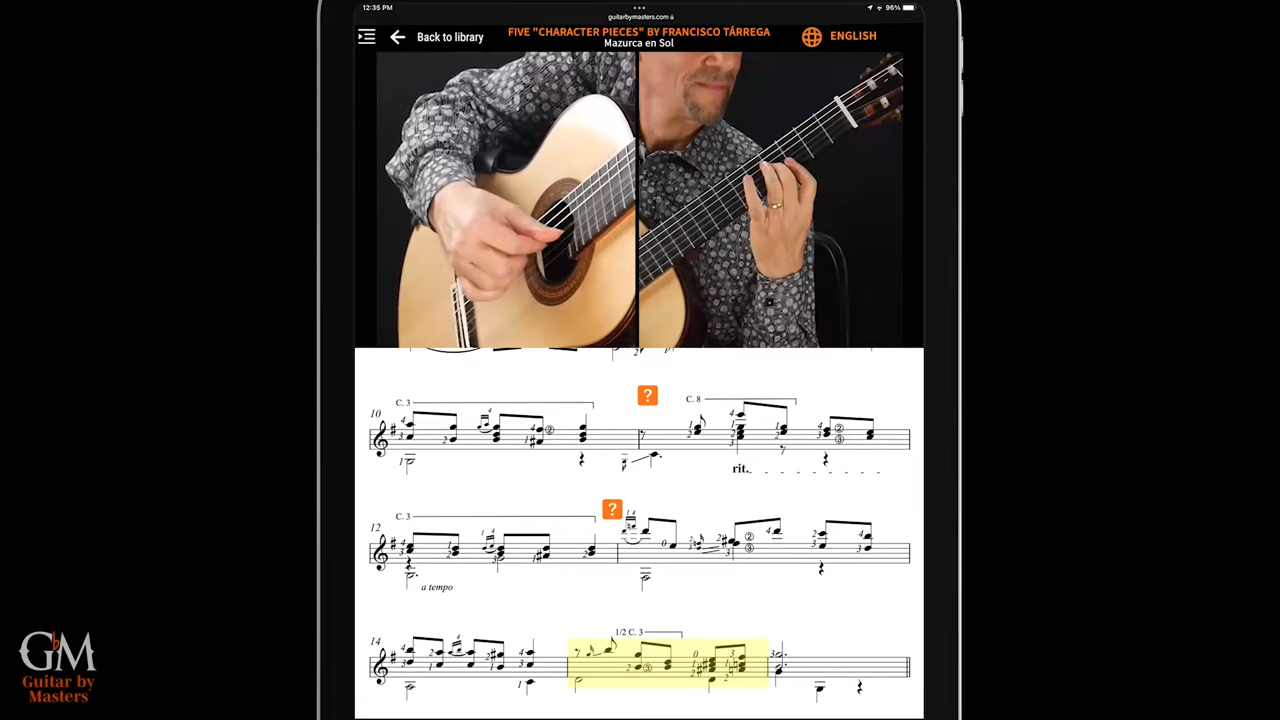 12:35 PM
96%
guitarbymasters.com
Back to library
FIVE "CHARACTER PIECES" BY FRANCISCO TÁRREGA
Mazurca en Sol
ENGLISH
C. 3
?
C. 8
10
rit.
C. 3
?
12
a tempo
1/2 C. 3
14
GbM
Guitar by
Masters